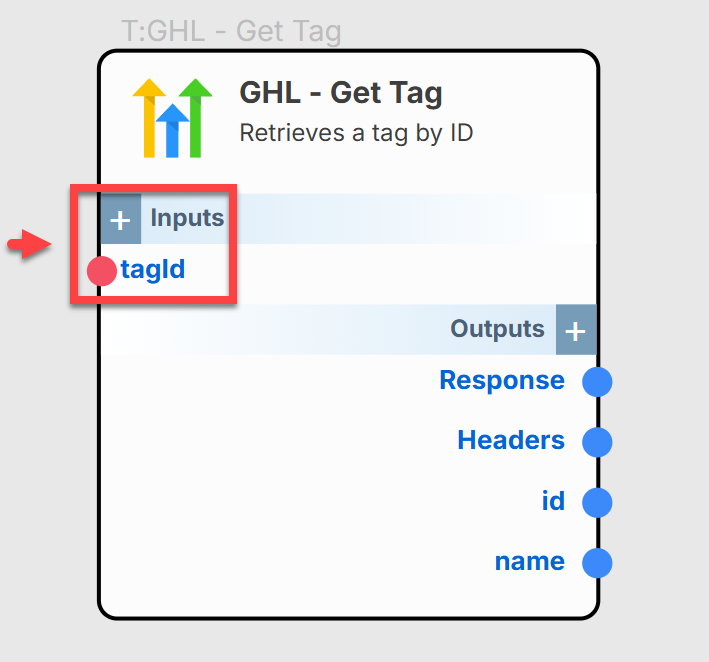 T:GHL - Get Tag
GHL - Get Tag
Retrieves a tag by ID
+ Inputs
tagId
Outputs +
Response
Headers
id
name